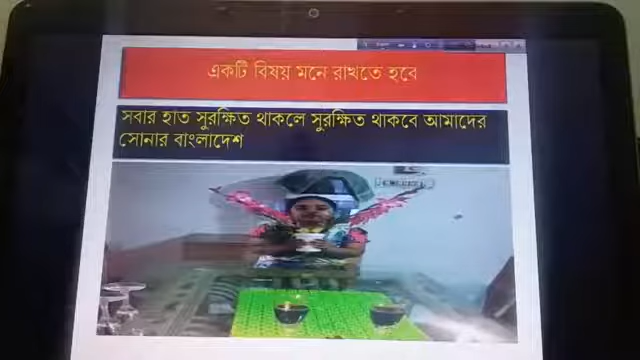 একটি বিষয় মনে রাখতে হবে
সবার হাত সুরক্ষিত থাকলে সুরক্ষিত থাকবে আমাদের
সোনার বাংলাদেশ